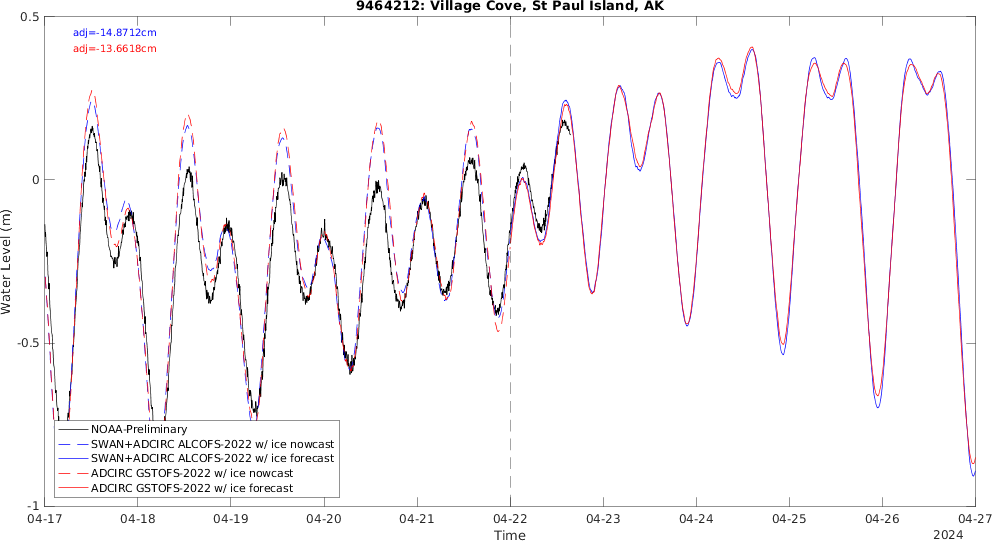 9464212: Village Cove, St Paul Island, AK
adj=-14.8712cm
adj=-13.6618cm
0.5
0
-0.5
-1
Water Level (m)
NOAA-Preliminary
SWAN+ADCIRC ALCOFS-2022 w/ ice nowcast
SWAN+ADCIRC ALCOFS-2022 w/ ice forecast
ADCIRC GSTOFS-2022 w/ ice nowcast
ADCIRC GSTOFS-2022 w/ ice forecast
04-17 04-18 04-19 04-20 04-21 04-22 04-23 04-24 04-25 04-26 04-27
Time
2024